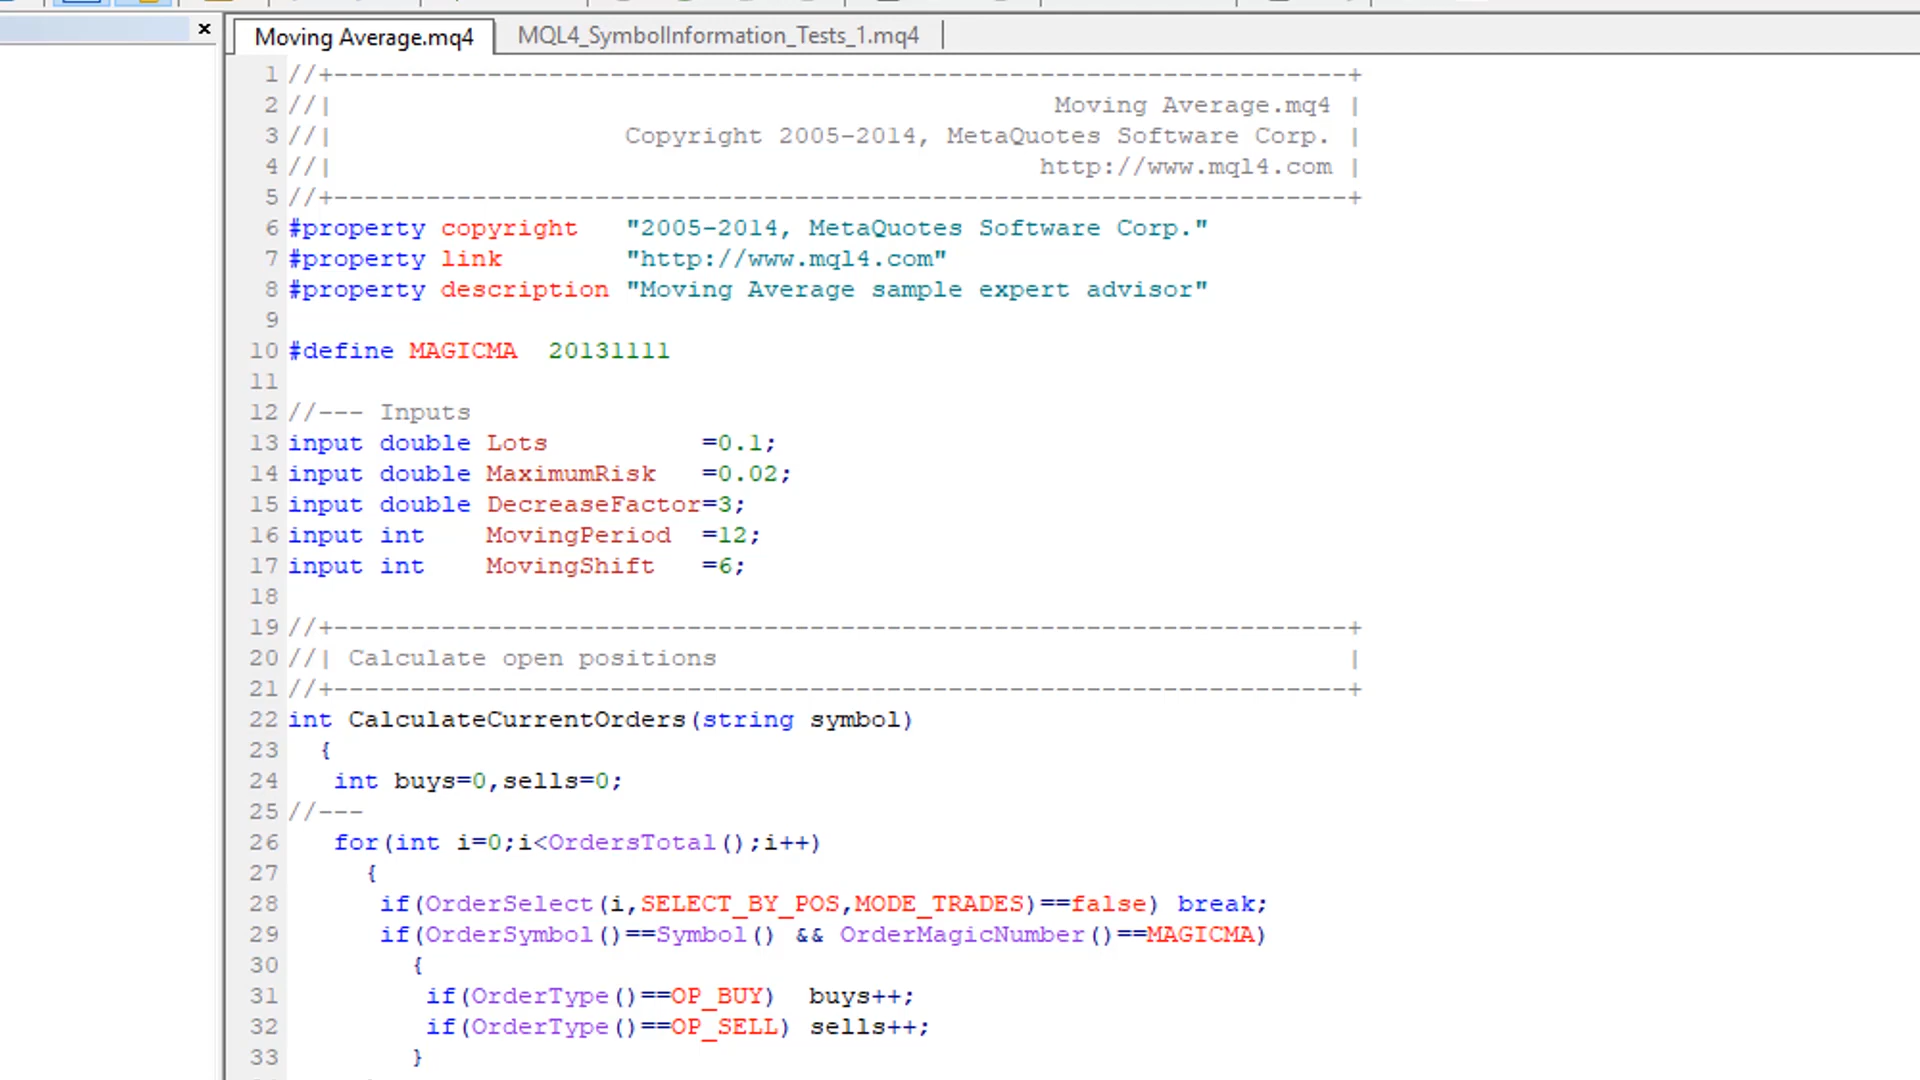 Moving Average.mq4 MQL4_SymbolInformation_Tests_1.mq4
1 //+------------------------------------------------------------------+
2 //| Moving Average.mq4 |
3 //| Copyright 2005-2014, MetaQuotes Software Corp. |
4 //| http://www.mql4.com |
5 //+------------------------------------------------------------------+
6 #property copyright "2005-2014, MetaQuotes Software Corp."
7 #property link "http://www.mql4.com"
8 #property description "Moving Average sample expert advisor"
9
10 #define MAGICMA 20131111
11
12 //--- Inputs
13 input double Lots =0.1;
14 input double MaximumRisk =0.02;
15 input double DecreaseFactor=3;
16 input int MovingPeriod =12;
17 input int MovingShift =6;
18
19 //+------------------------------------------------------------------+
20 //| Calculate open positions |
21 //+------------------------------------------------------------------+
22 int CalculateCurrentOrders(string symbol)
23 {
24 int buys=0,sells=0;
25 //---
26 for(int i=0;i<OrdersTotal();i++)
27 {
28 if(OrderSelect(i,SELECT_BY_POS,MODE_TRADES)==false) break;
29 if(OrderSymbol()==Symbol() && OrderMagicNumber()==MAGICMA)
30 {
31 if(OrderType()==OP_BUY) buys++;
32 if(OrderType()==OP_SELL) sells++;
33 }